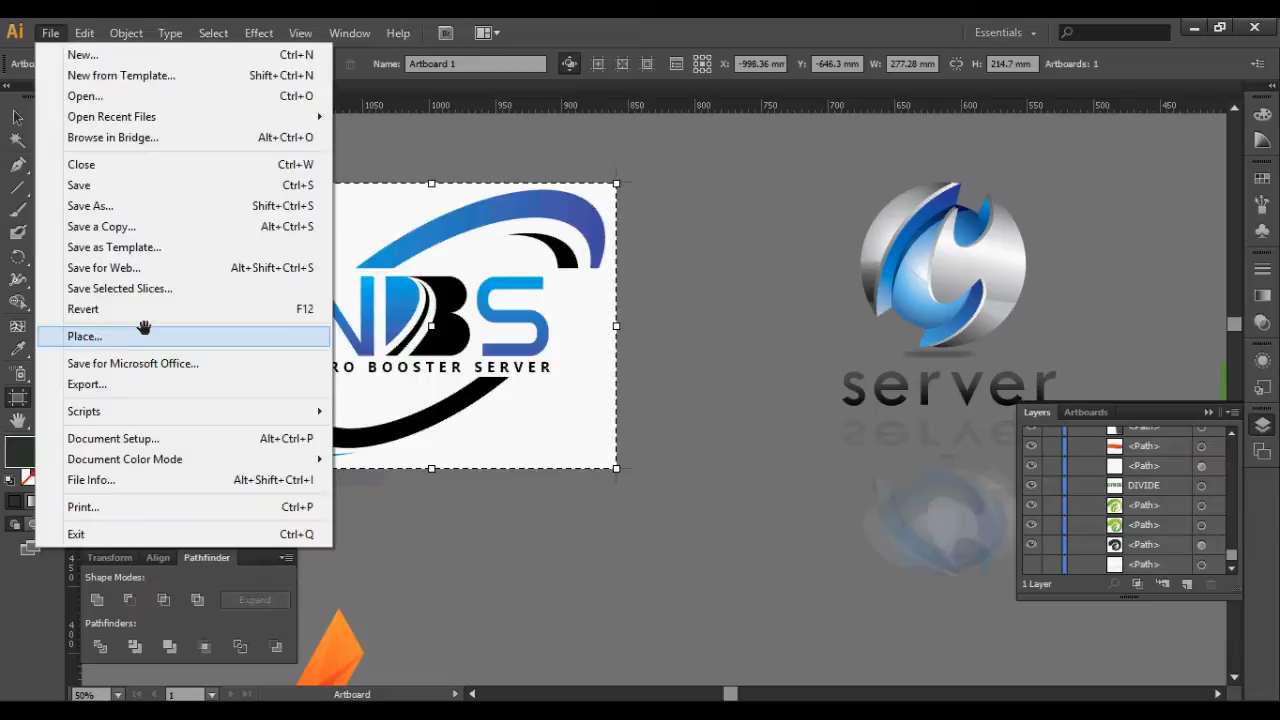 Ai File Edit Object Type Select Effect View Window Help Br Essentials
Name: Artboard 1 X: -998.36 mm Y: -646.3 mm W: 277.28 mm H: 214.7 mm Artboards: 1
New... Ctrl+N
New from Template... Shift+Ctrl+N
Open... Ctrl+O
Open Recent Files
Browse in Bridge... Alt+Ctrl+O
Close Ctrl+W
Save Ctrl+S
Save As... Shift+Ctrl+S
Save a Copy... Alt+Ctrl+S
Save as Template...
Save for Web... Alt+Shift+Ctrl+S
Save Selected Slices...
Revert F12
Place...
Save for Microsoft Office...
Export...
Scripts
Document Setup... Alt+Ctrl+P
Document Color Mode
File Info... Alt+Shift+Ctrl+I
Print... Ctrl+P
Exit Ctrl+Q
1050 1000 950 900 850 800 750 700 650 600 550 500 450
NBS
RO BOOSTER SERVER
server
Layers Artboards
<Path>
<Path>
<Path>
DIVIDE
<Path>
<Path>
<Path>
<Path>
1 Layer
Transform Align Pathfinder
Shape Modes:
Expand
Pathfinders:
50% 1 Artboard